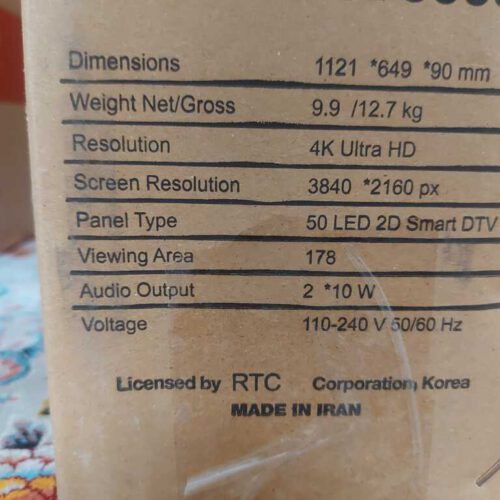 Dimensions 1121 *649 *90 mm
Weight Net/Gross 9.9 /12.7 kg
Resolution 4K Ultra HD
Screen Resolution 3840 *2160 px
Panel Type 50 LED 2D Smart DTV
Viewing Area 178
Audio Output 2 *10 W
Voltage 110-240 V 50/60 Hz
Licensed by RTC Corporation, Korea
MADE IN IRAN